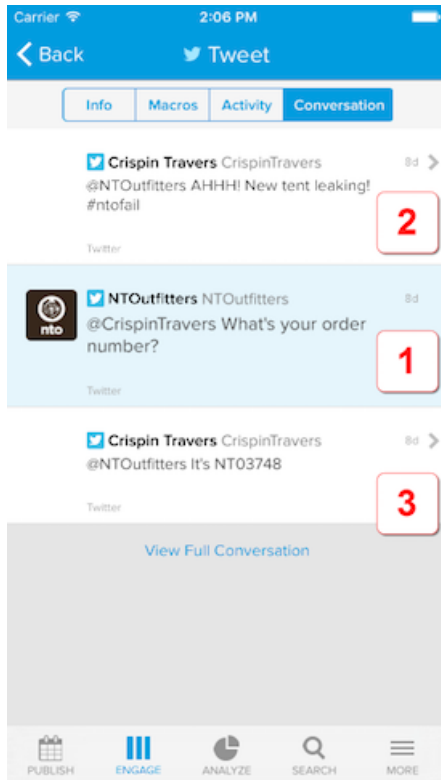 Carrier 2:06 PM
Back Tweet
Info Macros Activity Conversation
Crispin Travers CrispinTravers 8d
@NTOutfitters AHHH! New tent leaking!
#ntofail
2
Twitter
NTOutfitters NTOutfitters 8d
nto
@CrispinTravers What's your order
number?
1
Twitter
Crispin Travers CrispinTravers 8d
@NTOutfitters It's NT03748
3
Twitter
View Full Conversation
PUBLISH ENGAGE ANALYZE SEARCH MORE